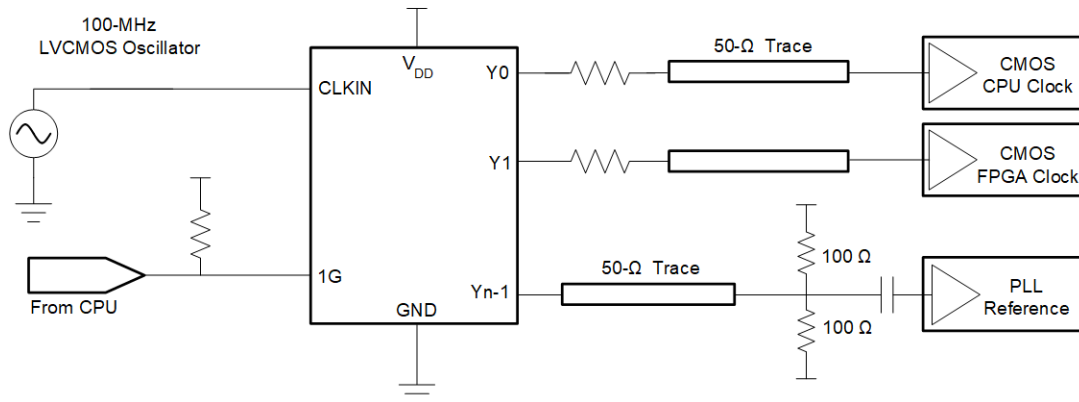 100-MHz
LVCMOS Oscillator
CLKIN
V_DD
Y0
50-Ω Trace
CMOS
CPU Clock
Y1
CMOS
FPGA Clock
From CPU
1G
GND
Yn-1
50-Ω Trace
100 Ω
100 Ω
PLL
Reference